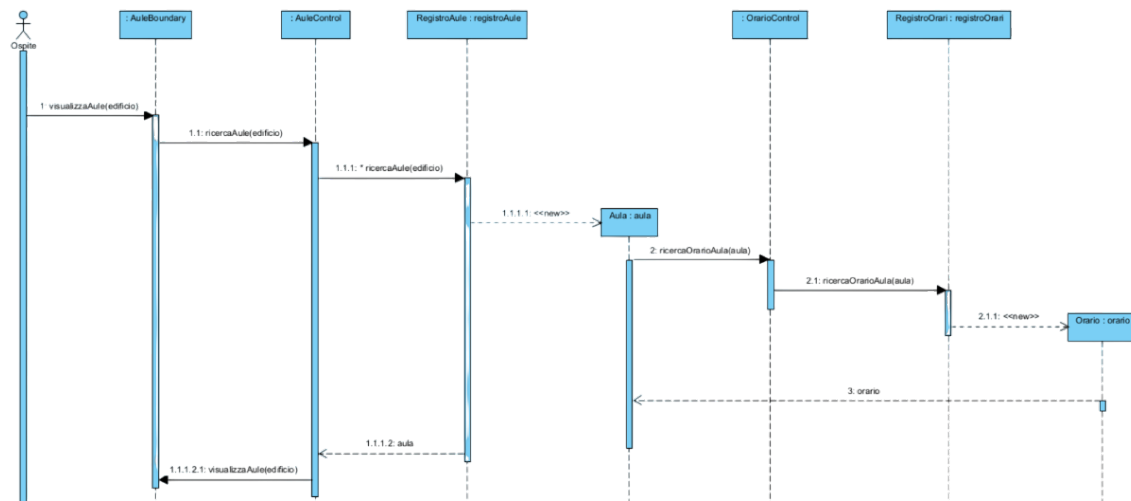 : AuleBoundary
: AuleControl
RegistroAule : registroAule
: OrarioControl
RegistroOrari : registroOrari
Ospite
1: visualizzaAule(edificio)
1.1: ricercaAule(edificio)
1.1.1: * ricercaAule(edificio)
1.1.1.1: <<new>>
Aula : aula
2: ricercaOrarioAula(aula)
2.1: ricercaOrarioAula(aula)
2.1.1: <<new>>
Orario : orario
3. orario
1.1.1.2: aula
1.1.1.2.1: visualizzaAule(edificio)